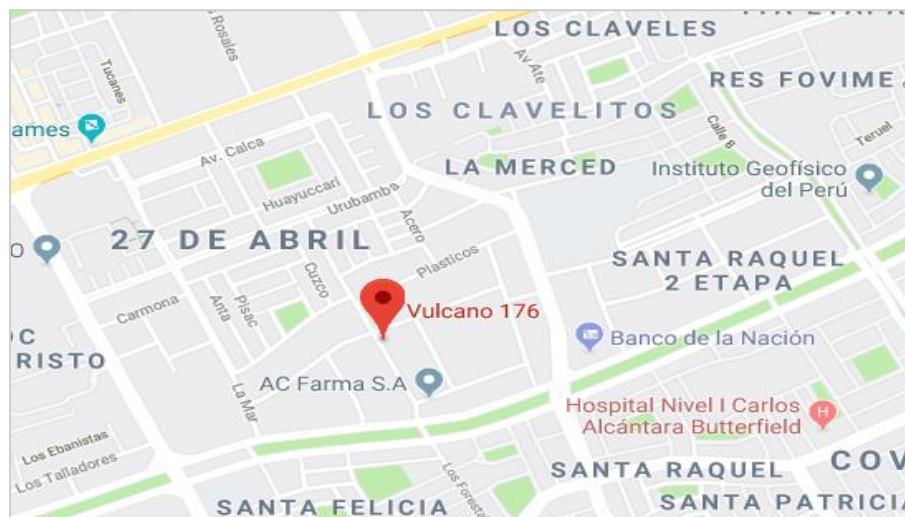 LOS CLAVELES
Rosales
Av Ate
RES FOVIME
Tucanes
LOS CLAVELITOS
ames
Calle 8
Teruel
Av. Calca
LA MERCED
Instituto Geofísico
del Perú
Huayuccari
Urubamba
Acero
27 DE ABRIL
Plasticos
SANTA RAQUEL
2 ETAPA
Cuzco
Carmona
Anta
Pisac
Vulcano 176
Banco de la Nación
RISTO
AC Farma S.A
La Mar
Hospital Nivel I Carlos
Alcántara Butterfield
Los Ebanistas
Los Talladores
SANTA RAQUEL
COV
SANTA FELICIA
SANTA PATRICIA